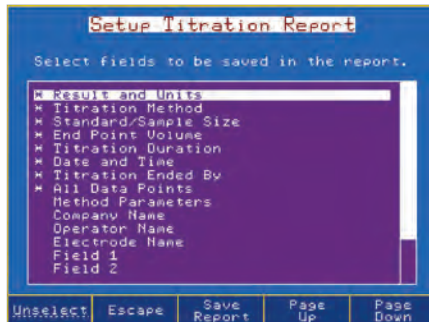 Setup Titration Report
Select fields to be saved in the report.
* Result and Units
* Titration Method
* Standard/Sample Size
* End Point Volume
* Titration Duration
* Date and Time
* Titration Ended By
* All Data Points
Method Parameters
Company Name
Operator Name
Electrode Name
Field 1
Field 2
Unselect Escape Save Report Page Up Page Down